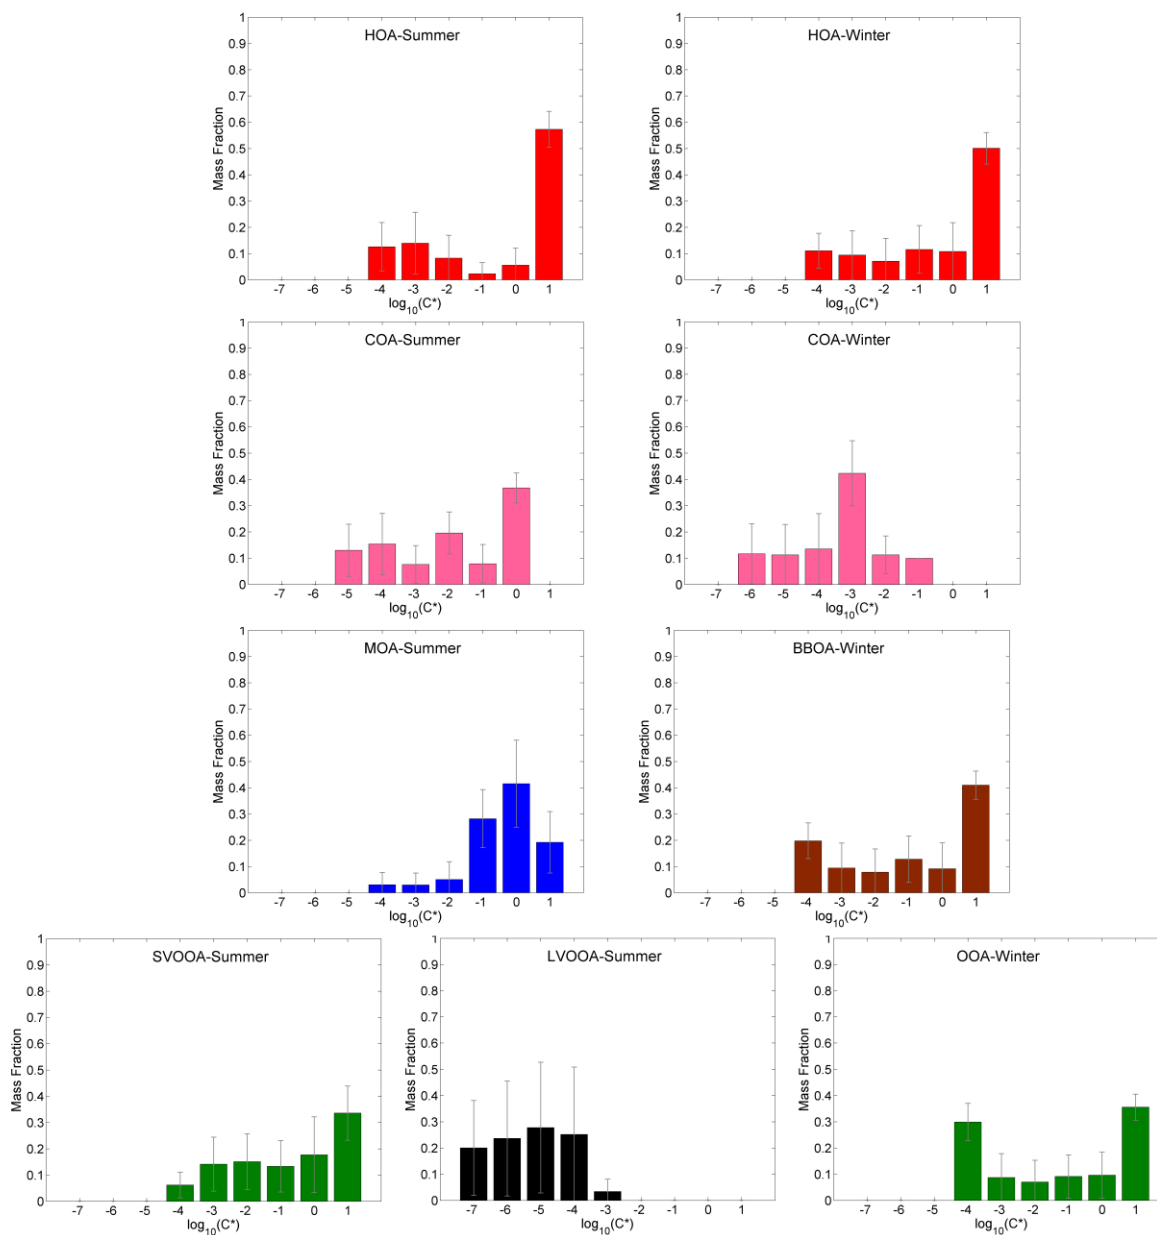 HOA-Summer
Mass Fraction
1
0.9
0.8
0.7
0.6
0.5
0.4
0.3
0.2
0.1
0
-7 -6 -5 -4 -3 -2 -1 0 1
log10(C*)
HOA-Winter
Mass Fraction
1
0.9
0.8
0.7
0.6
0.5
0.4
0.3
0.2
0.1
0
-7 -6 -5 -4 -3 -2 -1 0 1
log10(C*)
COA-Summer
Mass Fraction
1
0.9
0.8
0.7
0.6
0.5
0.4
0.3
0.2
0.1
0
-7 -6 -5 -4 -3 -2 -1 0 1
log10(C*)
COA-Winter
Mass Fraction
1
0.9
0.8
0.7
0.6
0.5
0.4
0.3
0.2
0.1
0
-7 -6 -5 -4 -3 -2 -1 0 1
log10(C*)
MOA-Summer
Mass Fraction
1
0.9
0.8
0.7
0.6
0.5
0.4
0.3
0.2
0.1
0
-7 -6 -5 -4 -3 -2 -1 0 1
log10(C*)
BBOA-Winter
Mass Fraction
1
0.9
0.8
0.7
0.6
0.5
0.4
0.3
0.2
0.1
0
-7 -6 -5 -4 -3 -2 -1 0 1
log10(C*)
SVOOA-Summer
Mass Fraction
1
0.9
0.8
0.7
0.6
0.5
0.4
0.3
0.2
0.1
0
-7 -6 -5 -4 -3 -2 -1 0 1
log10(C*)
LVOOA-Summer
Mass Fraction
1
0.9
0.8
0.7
0.6
0.5
0.4
0.3
0.2
0.1
0
-7 -6 -5 -4 -3 -2 -1 0 1
log10(C*)
OOA-Winter
Mass Fraction
1
0.9
0.8
0.7
0.6
0.5
0.4
0.3
0.2
0.1
0
-7 -6 -5 -4 -3 -2 -1 0 1
log10(C*)